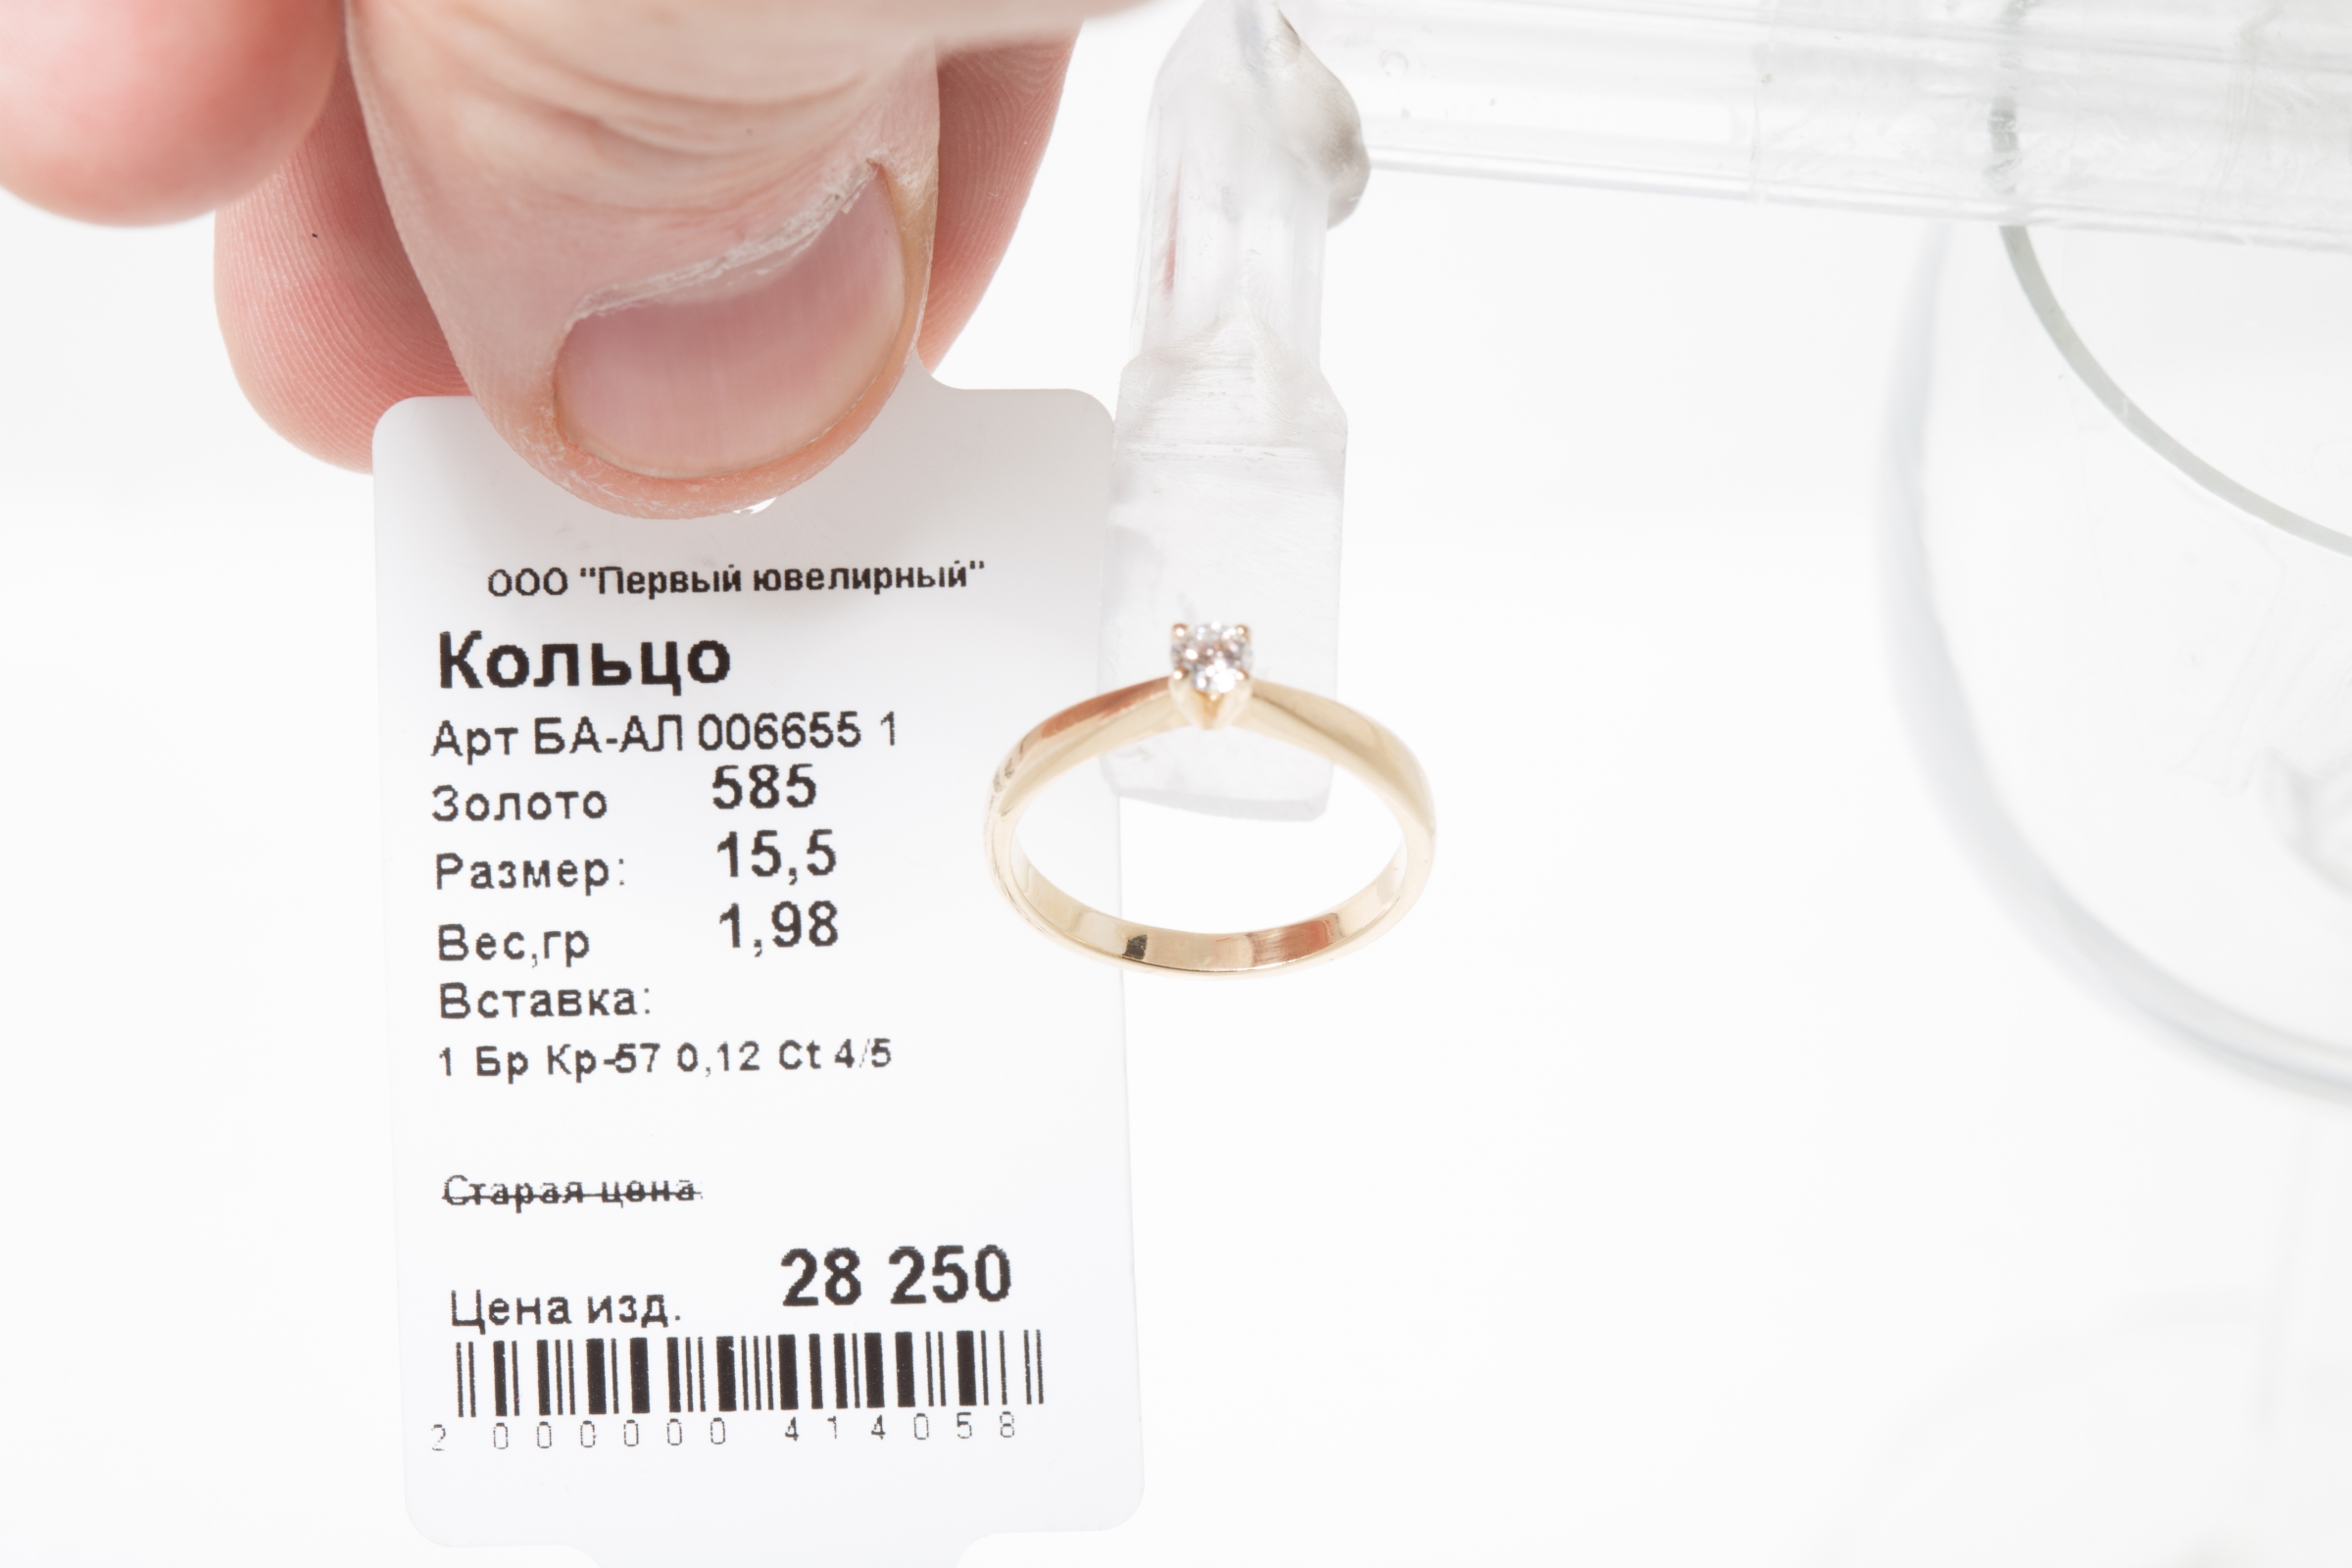 ООО "Первый ювелирный"
Кольцо
Арт БА-АЛ 006655 1
Золото 585
Размер: 15,5
Вес,гр 1,98
Вставка:
1 Бр Кр-57 0,12 Ct 4/5
Старая цена
Цена изд. 28 250
2 000000 414058